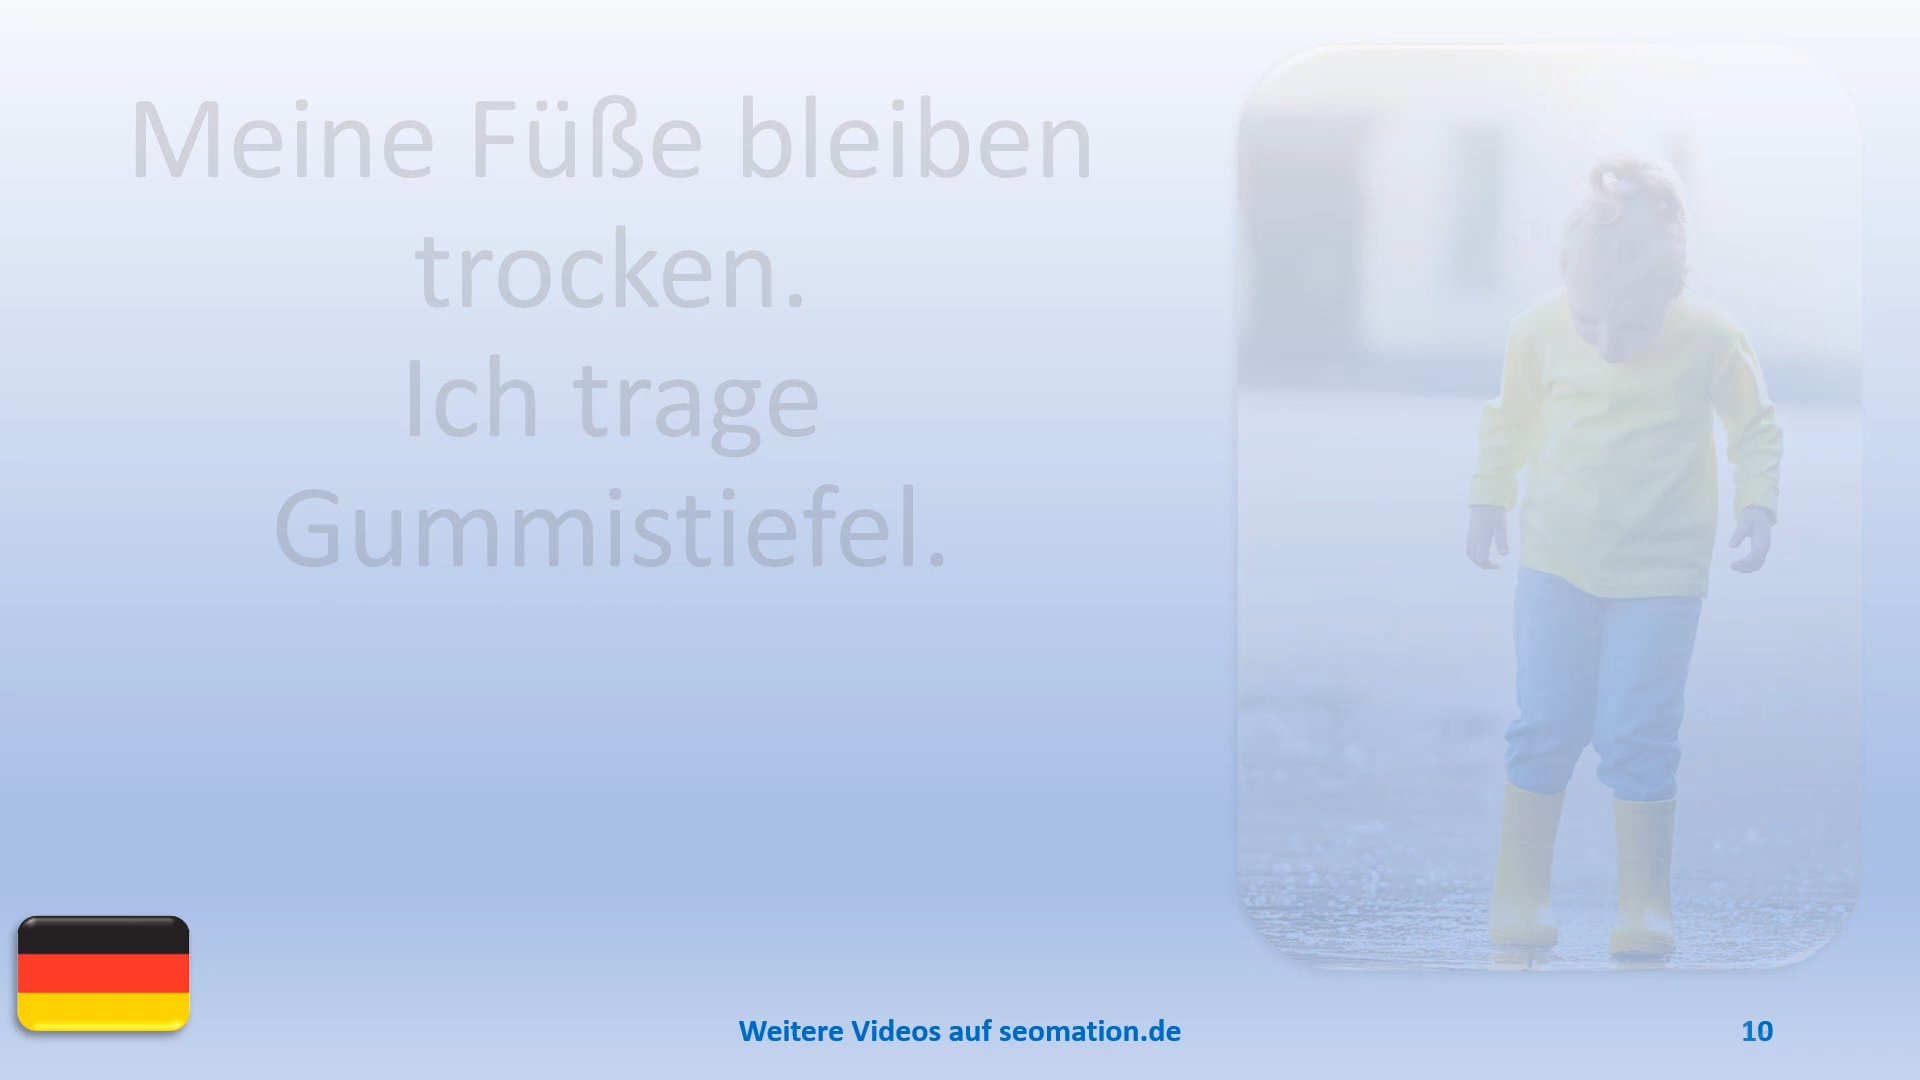 Meine Füße bleiben
trocken.
Ich trage
Gummistiefel.
Weitere Videos auf seomation.de
10